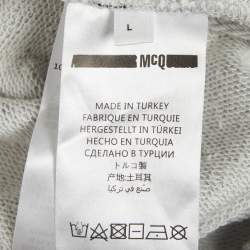 L
MCQ
10
MADE IN TURKEY
FABRIQUE EN TURQUIE
HERGESTELLT IN TÜRKEI
HECHO EN TURQUIA
СДЕЛАНО В ТУРЦИИ
トルコ製
产地:土耳其
صنع في تركيا